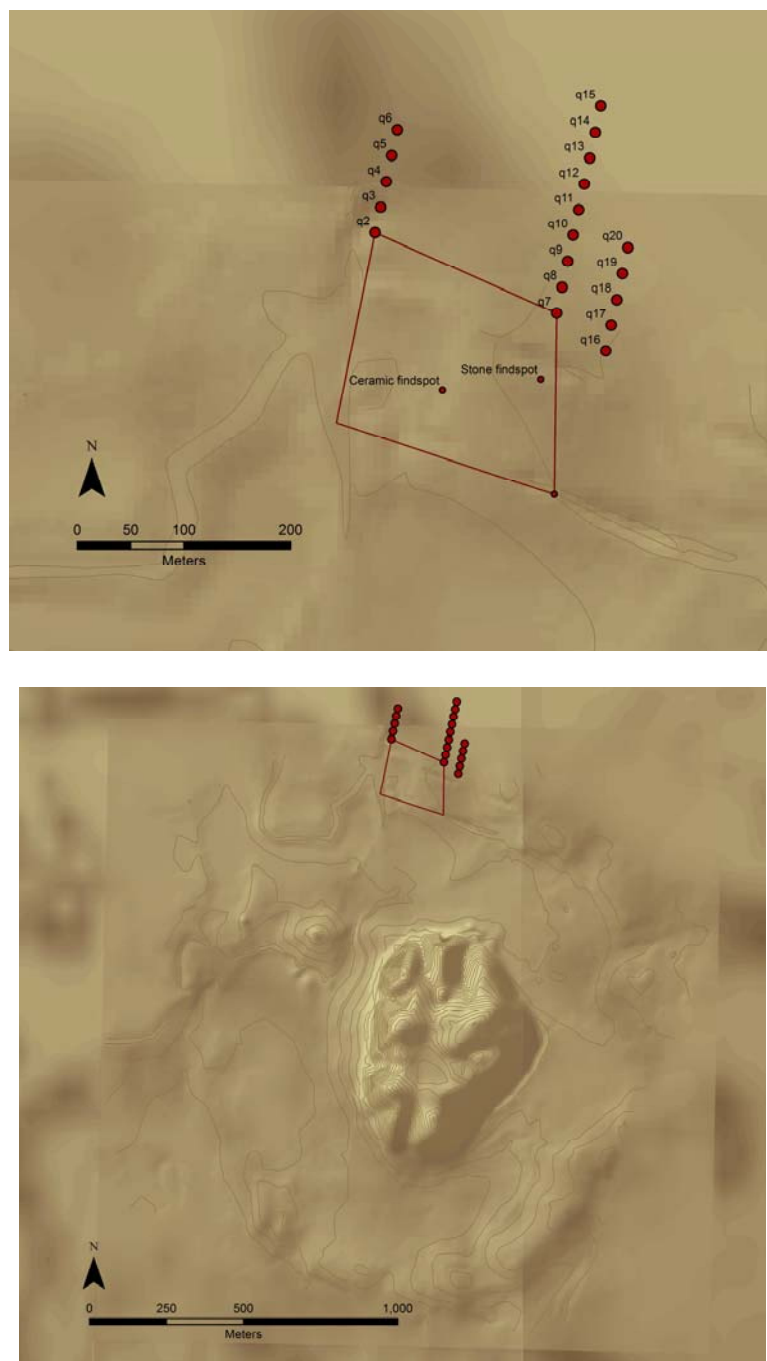 q15
q6
q14
q5
q13
q4
q12
q3
q11
q2
q10
q20
q9
q19
q8
q18
q7
q17
q16
Stone findspot
Ceramic findspot
N
0 50 100 200
Meters
N
0 250 500 1,000
Meters